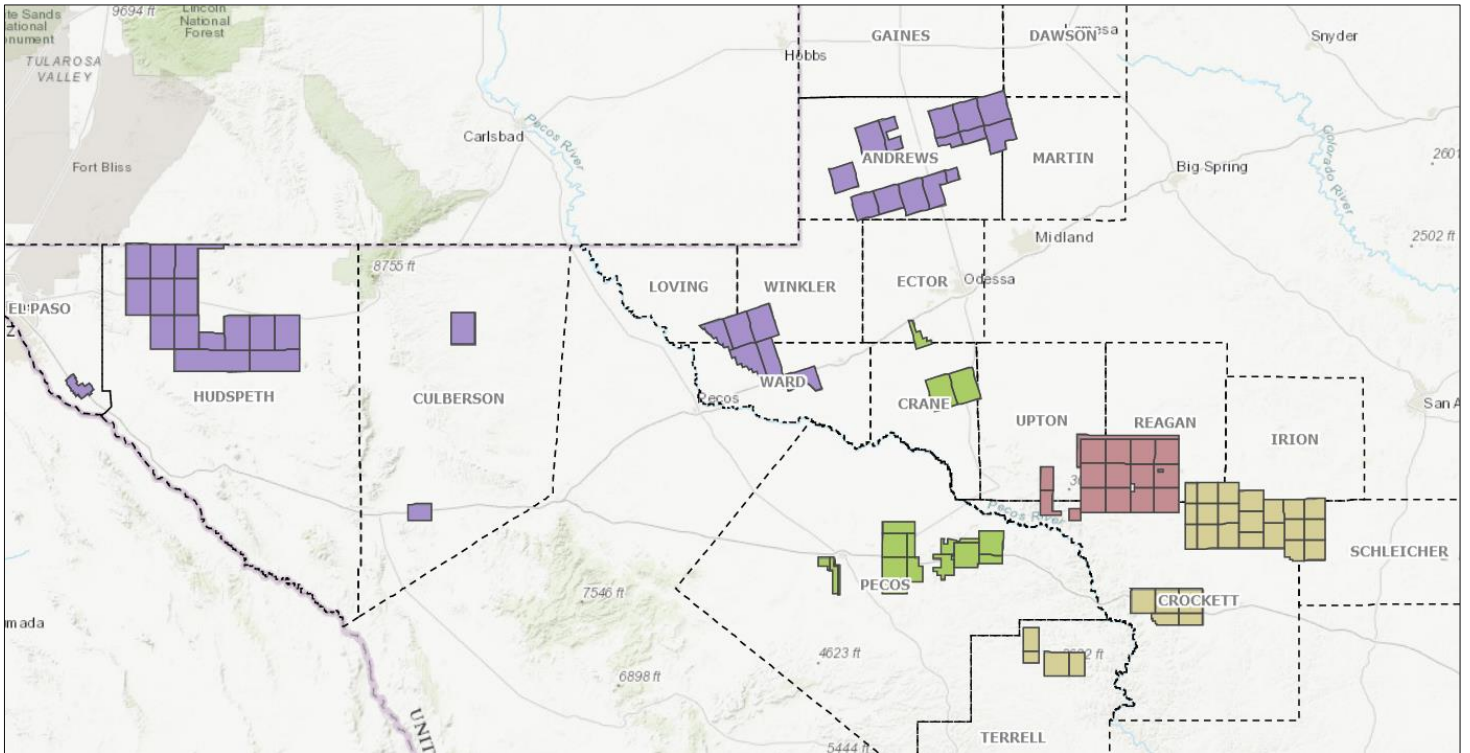 te Sands
National
onument
9694 ft
Lincoln
National
Forest
TULAROSA
VALLEY
Fort Bliss
Carlsbad
Pecos River
Hobbs
GAINES
DAWSON
Snyder
ANDREWS
MARTIN
Big Spring
Colorado River
2601
2502 ft
Midland
Odessa
ECTOR
LOVING
WINKLER
8755 ft
EL PASO
HUDSPETH
CULBERSON
WARD
Pecos
CRANE
UPTON
REAGAN
IRION
San A
Pecos River
SCHLEICHER
PECOS
CROCKETT
7546 ft
4623 ft
6898 ft
5444 ft
TERRELL
mada
UNIT